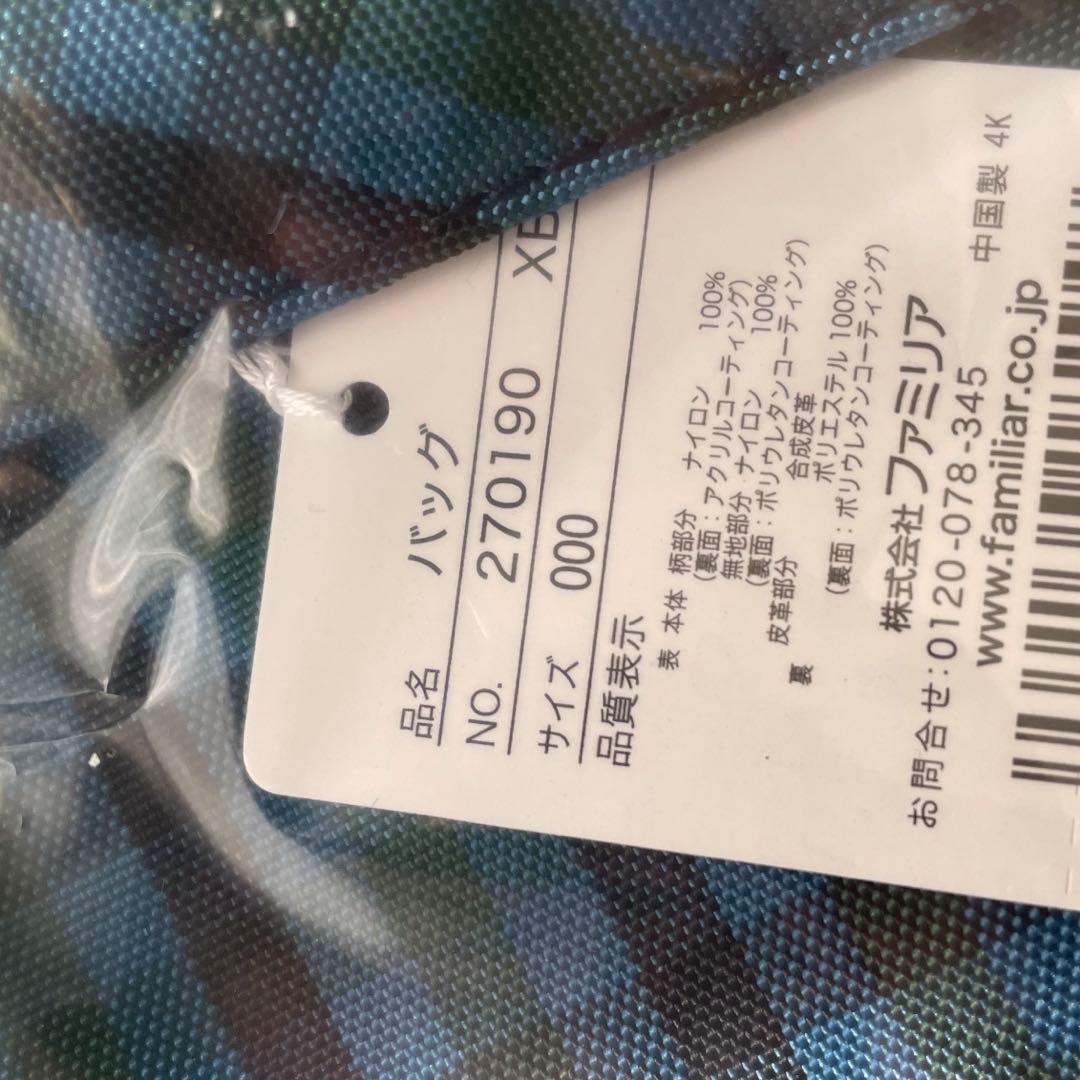 品名 バッグ
NO. 270190 XB
サイズ 000
品質表示
表 本体 柄部分 ナイロン 100%
(裏面：アクリルコーティング)
無地部分 ナイロン 100%
(裏面：ポリウレタンコーティング)
皮革部分 合成皮革
裏 ポリエステル 100%
(裏面：ポリウレタンコーティング)
株式会社 ファミリア
お問合せ：0120-078-345
www.familiar.co.jp
中国製 4K